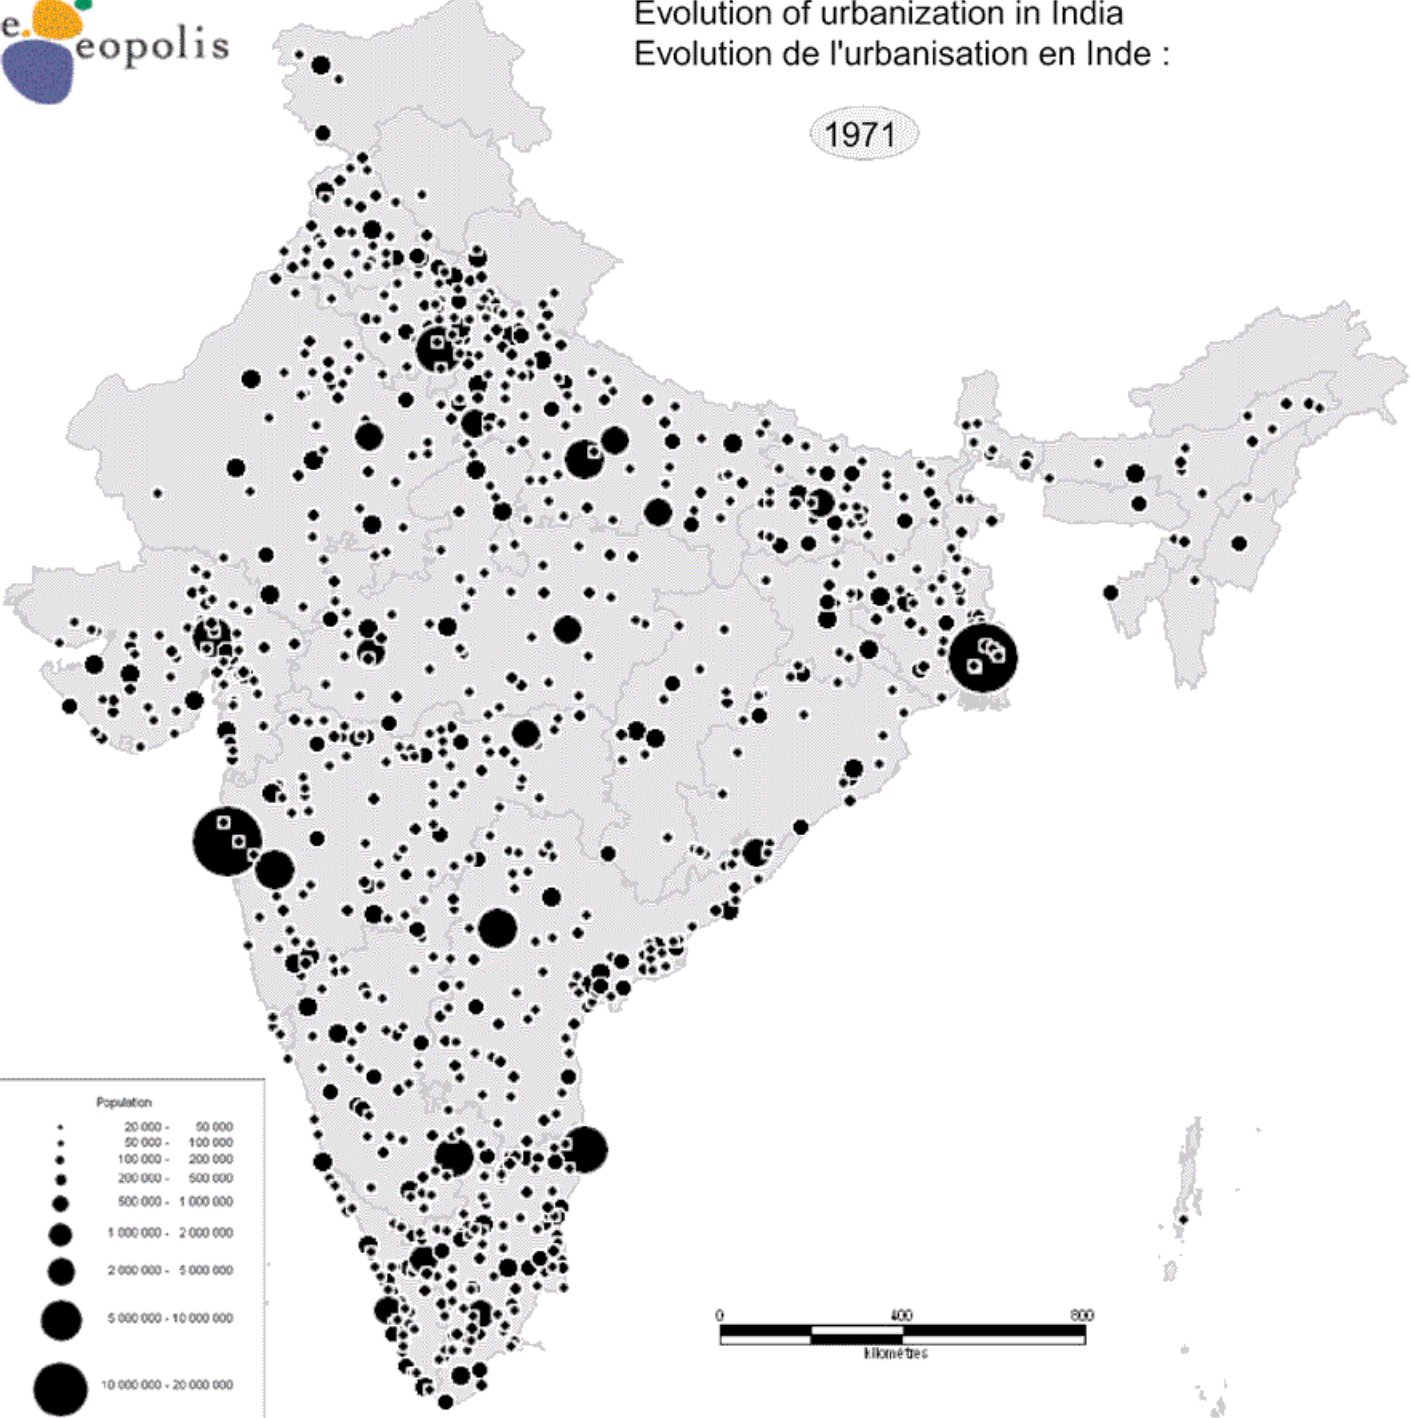 e.
eopolis
Evolution of urbanization in India
Evolution de l'urbanisation en Inde :
1971
Population
20 000 - 50 000
50 000 - 100 000
100 000 - 200 000
200 000 - 500 000
500 000 - 1 000 000
1 000 000 - 2 000 000
2 000 000 - 5 000 000
5 000 000 - 10 000 000
10 000 000 - 20 000 000
0 400 800
kilomètres